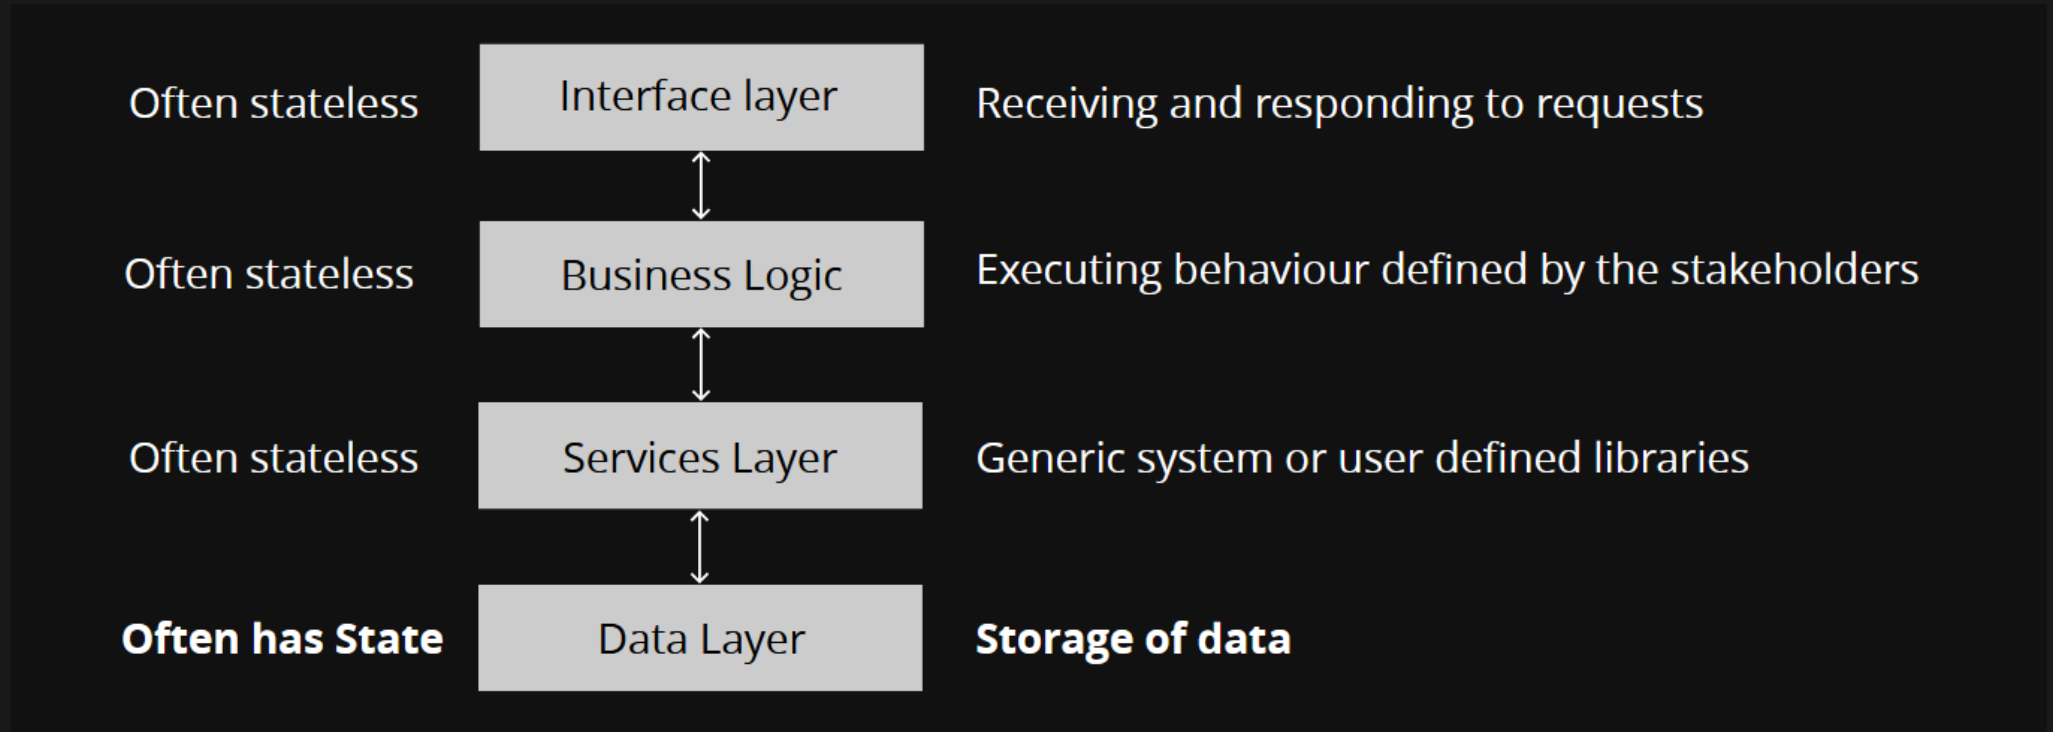 Often stateless
Interface layer
Receiving and responding to requests
Often stateless
Business Logic
Executing behaviour defined by the stakeholders
Often stateless
Services Layer
Generic system or user defined libraries
Often has State
Data Layer
Storage of data